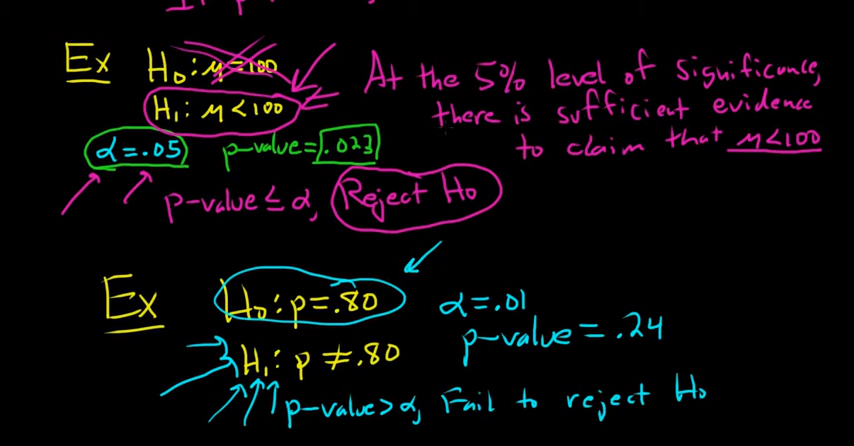 Ex H₀: μ=100
H₁: μ<100
α=.05 p-value=.023
p-value≤α, Reject H₀
At the 5% level of significance,
there is sufficient evidence
to claim that μ<100
Ex H₀: p=.80
H₁: p≠.80
α=.01
p-value=.24
p-value>α, Fail to reject H₀